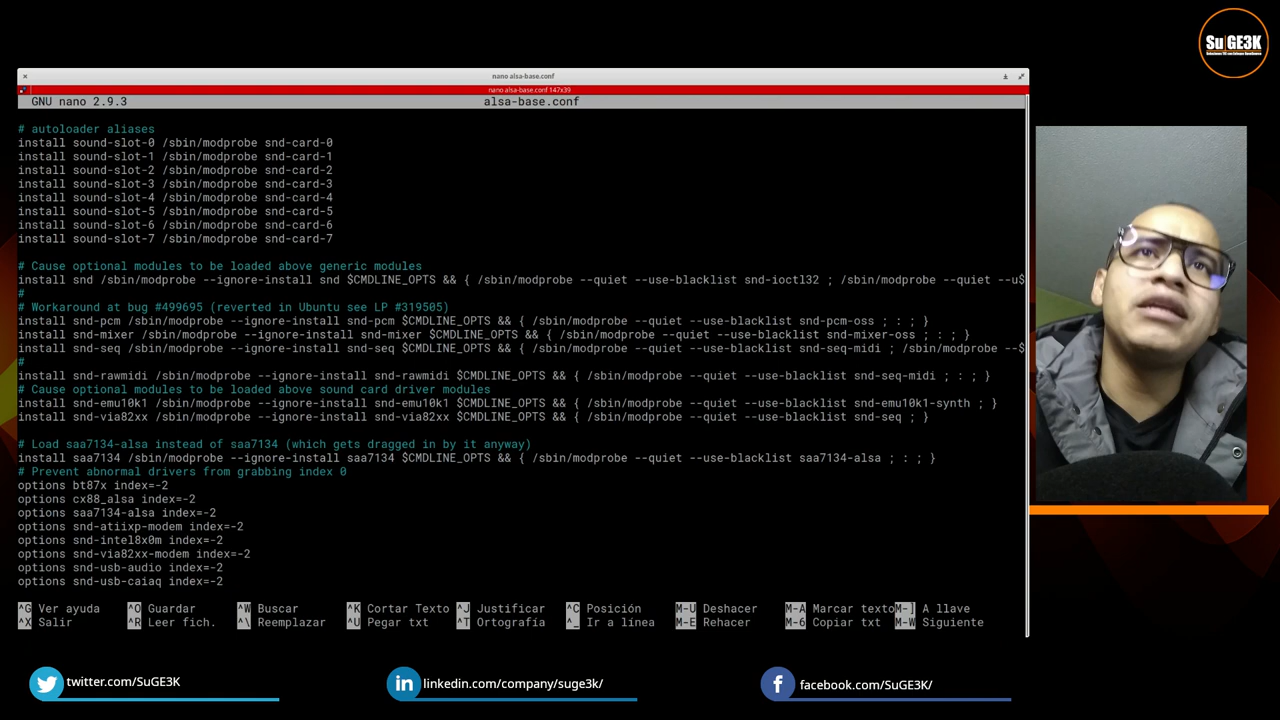 SuGE3K
nano alsa-base.conf
nano alsa-base.conf 147x39
GNU nano 2.9.3
alsa-base.conf
# autoloader aliases
install sound-slot-0 /sbin/modprobe snd-card-0
install sound-slot-1 /sbin/modprobe snd-card-1
install sound-slot-2 /sbin/modprobe snd-card-2
install sound-slot-3 /sbin/modprobe snd-card-3
install sound-slot-4 /sbin/modprobe snd-card-4
install sound-slot-5 /sbin/modprobe snd-card-5
install sound-slot-6 /sbin/modprobe snd-card-6
install sound-slot-7 /sbin/modprobe snd-card-7
# Cause optional modules to be loaded above generic modules
install snd /sbin/modprobe --ignore-install snd $CMDLINE_OPTS && { /sbin/modprobe --quiet --use-blacklist snd-ioctl32 ; /sbin/modprobe --quiet --u$
#
# Workaround at bug #499695 (reverted in Ubuntu see LP #319505)
install snd-pcm /sbin/modprobe --ignore-install snd-pcm $CMDLINE_OPTS && { /sbin/modprobe --quiet --use-blacklist snd-pcm-oss ; : ; }
install snd-mixer /sbin/modprobe --ignore-install snd-mixer $CMDLINE_OPTS && { /sbin/modprobe --quiet --use-blacklist snd-mixer-oss ; : ; }
install snd-seq /sbin/modprobe --ignore-install snd-seq $CMDLINE_OPTS && { /sbin/modprobe --quiet --use-blacklist snd-seq-midi ; /sbin/modprobe --$
#
install snd-rawmidi /sbin/modprobe --ignore-install snd-rawmidi $CMDLINE_OPTS && { /sbin/modprobe --quiet --use-blacklist snd-seq-midi ; : ; }
# Cause optional modules to be loaded above sound card driver modules
install snd-emu10k1 /sbin/modprobe --ignore-install snd-emu10k1 $CMDLINE_OPTS && { /sbin/modprobe --quiet --use-blacklist snd-emu10k1-synth ; }
install snd-via82xx /sbin/modprobe --ignore-install snd-via82xx $CMDLINE_OPTS && { /sbin/modprobe --quiet --use-blacklist snd-seq ; }
# Load saa7134-alsa instead of saa7134 (which gets dragged in by it anyway)
install saa7134 /sbin/modprobe --ignore-install saa7134 $CMDLINE_OPTS && { /sbin/modprobe --quiet --use-blacklist saa7134-alsa ; : ; }
# Prevent abnormal drivers from grabbing index 0
options bt87x index=-2
options cx88_alsa index=-2
options saa7134-alsa index=-2
options snd-atiixp-modem index=-2
options snd-intel8x0m index=-2
options snd-via82xx-modem index=-2
options snd-usb-audio index=-2
options snd-usb-caiaq index=-2
^G Ver ayuda ^O Guardar ^W Buscar ^K Cortar Texto ^J Justificar ^C Posición M-U Deshacer M-A Marcar texto M-] A llave
^X Salir ^R Leer fich. ^\ Reemplazar ^U Pegar txt ^T Ortografía ^_ Ir a línea M-E Rehacer M-6 Copiar txt M-W Siguiente
twitter.com/SuGE3K
in linkedin.com/company/suge3k/
f facebook.com/SuGE3K/